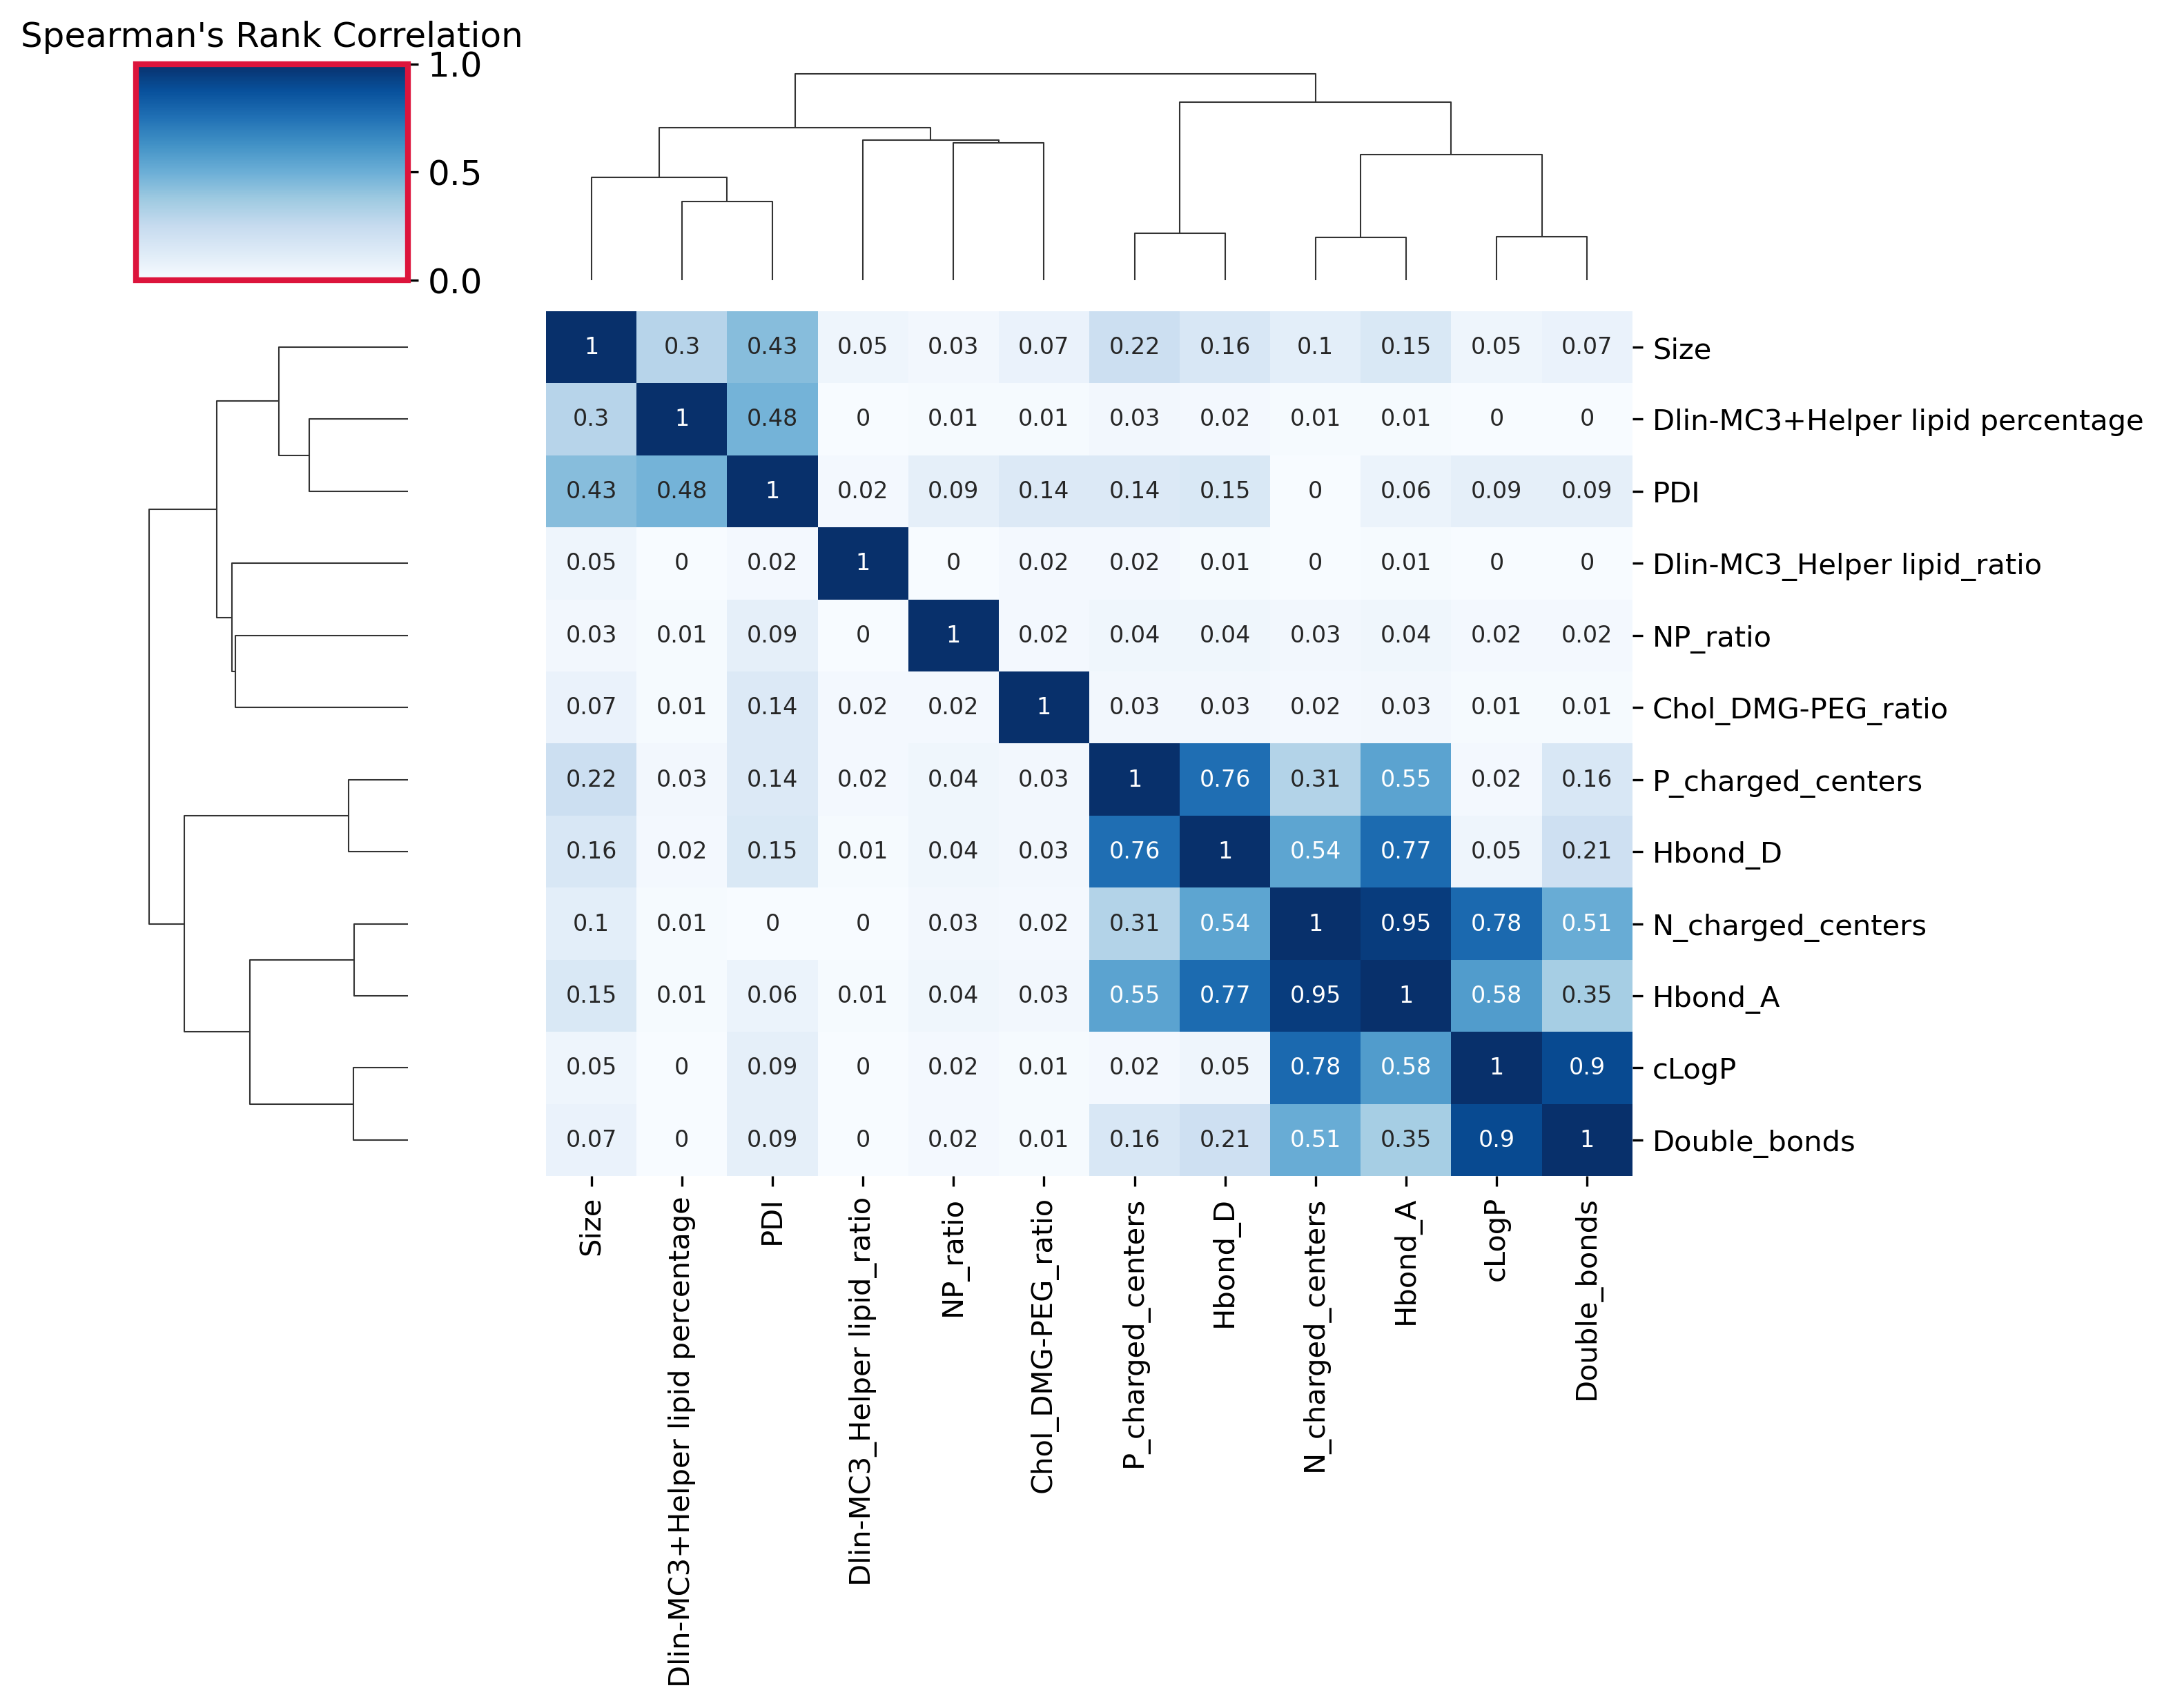 Spearman's Rank Correlation
1.0
0.5
0.0
1 0.3 0.43 0.05 0.03 0.07 0.22 0.16 0.1 0.15 0.05 0.07 Size
0.3 1 0.48 0 0.01 0.01 0.03 0.02 0.01 0.01 0 0 Dlin-MC3+Helper lipid percentage
0.43 0.48 1 0.02 0.09 0.14 0.14 0.15 0 0.06 0.09 0.09 PDI
0.05 0 0.02 1 0 0.02 0.02 0.01 0 0.01 0 0 Dlin-MC3_Helper lipid_ratio
0.03 0.01 0.09 0 1 0.02 0.04 0.04 0.03 0.04 0.02 0.02 NP_ratio
0.07 0.01 0.14 0.02 0.02 1 0.03 0.03 0.02 0.03 0.01 0.01 Chol_DMG-PEG_ratio
0.22 0.03 0.14 0.02 0.04 0.03 1 0.76 0.31 0.55 0.02 0.16 P_charged_centers
0.16 0.02 0.15 0.01 0.04 0.03 0.76 1 0.54 0.77 0.05 0.21 Hbond_D
0.1 0.01 0 0 0.03 0.02 0.31 0.54 1 0.95 0.78 0.51 N_charged_centers
0.15 0.01 0.06 0.01 0.04 0.03 0.55 0.77 0.95 1 0.58 0.35 Hbond_A
0.05 0 0.09 0 0.02 0.01 0.02 0.05 0.78 0.58 1 0.9 cLogP
0.07 0 0.09 0 0.02 0.01 0.16 0.21 0.51 0.35 0.9 1 Double_bonds
Size
Dlin-MC3+Helper lipid percentage
PDI
Dlin-MC3_Helper lipid_ratio
NP_ratio
Chol_DMG-PEG_ratio
P_charged_centers
Hbond_D
N_charged_centers
Hbond_A
cLogP
Double_bonds